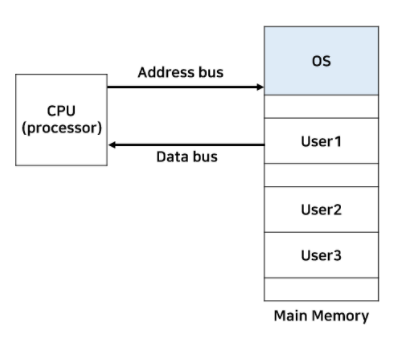 OS
Address bus
CPU
(processor)
User1
Data bus
User2
User3
Main Memory